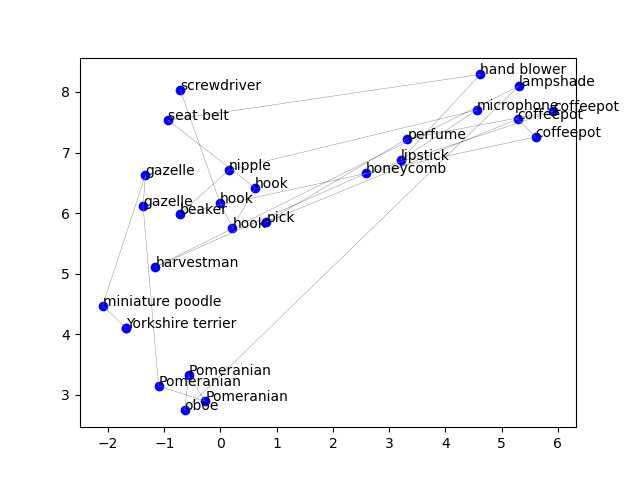 hand blower
lampshade
screwdriver
8
microphone
coffeepot
seat belt
coffeepot
perfume
coffeepot
7
lipstick
nipple
honeycomb
gazelle
hook
hook
gazelle
beaker
6
pick
hook
harvestman
5
miniature poodle
Yorkshire terrier
4
Pomeranian
Pomeranian
3
Pomeranian
oboe
−2 −1 0 1 2 3 4 5 6